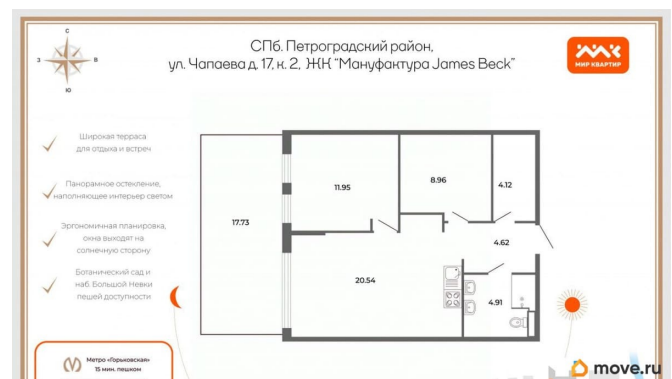 С
З
В
Ю
СПб. Петроградский район,
ул. Чапаева д. 17, к. 2, ЖК "Мануфактура James Beck"
МИР КВАРТИР
Широкая терраса
для отдыха и встреч
Панорамное остекление,
наполняющее интерьер светом
Эргономичная планировка,
окна выходят на
солнечную сторону
Ботанический сад и
наб. Большой Невки
пешей доступности
17.73
11.95
8.96
4.12
4.62
20.54
4.91
Метро «Горьковская»
15 мин. пешком
move.ru